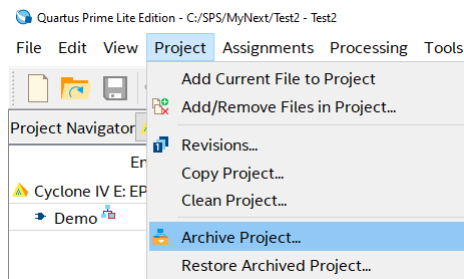 Quartus Prime Lite Edition - C:/SPS/MyNext/Test2 - Test2
File Edit View Project Assignments Processing Tools
Add Current File to Project
Add/Remove Files in Project...
Project Navigator
Revisions...
Copy Project...
Cyclone IV E: EP
Clean Project...
Demo
Archive Project...
Restore Archived Project...